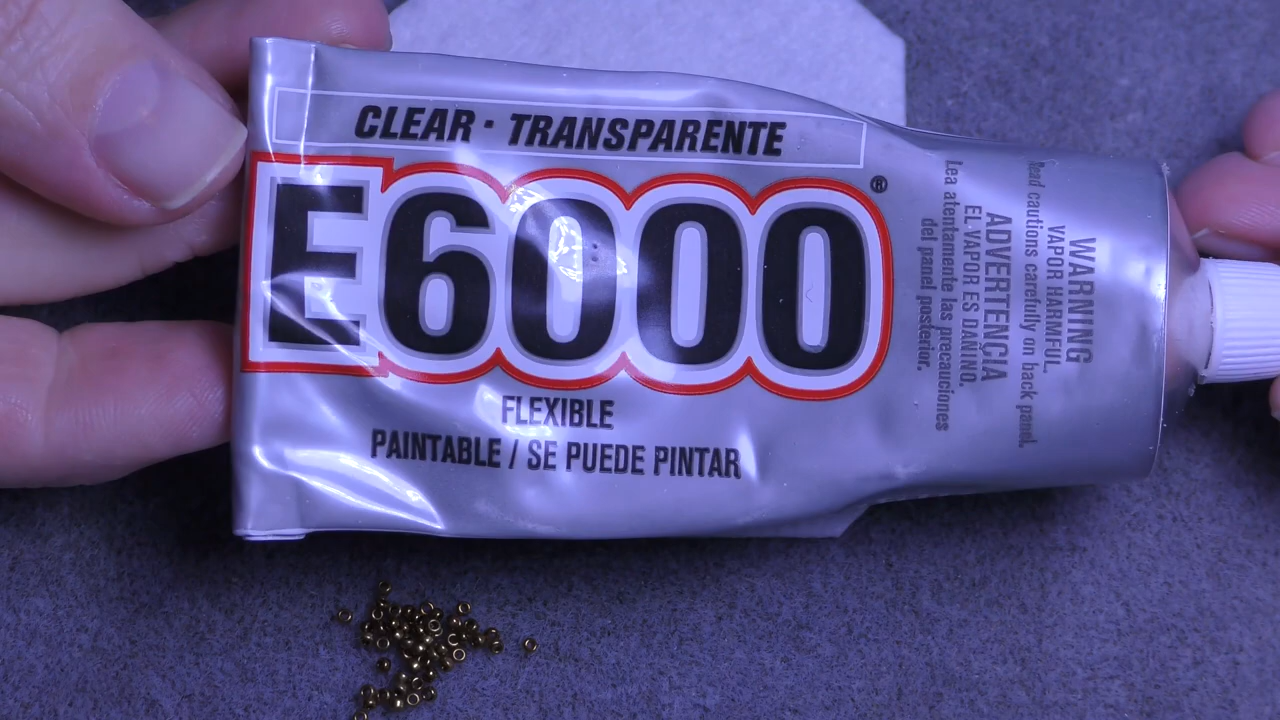 CLEAR · TRANSPARENTE
E6000®
FLEXIBLE
PAINTABLE / SE PUEDE PINTAR
WARNING
VAPOR HARMFUL.
Read cautions carefully on back panel.
ADVERTENCIA
EL VAPOR ES DAÑINO.
Lea atentamente las precauciones
del panel posterior.